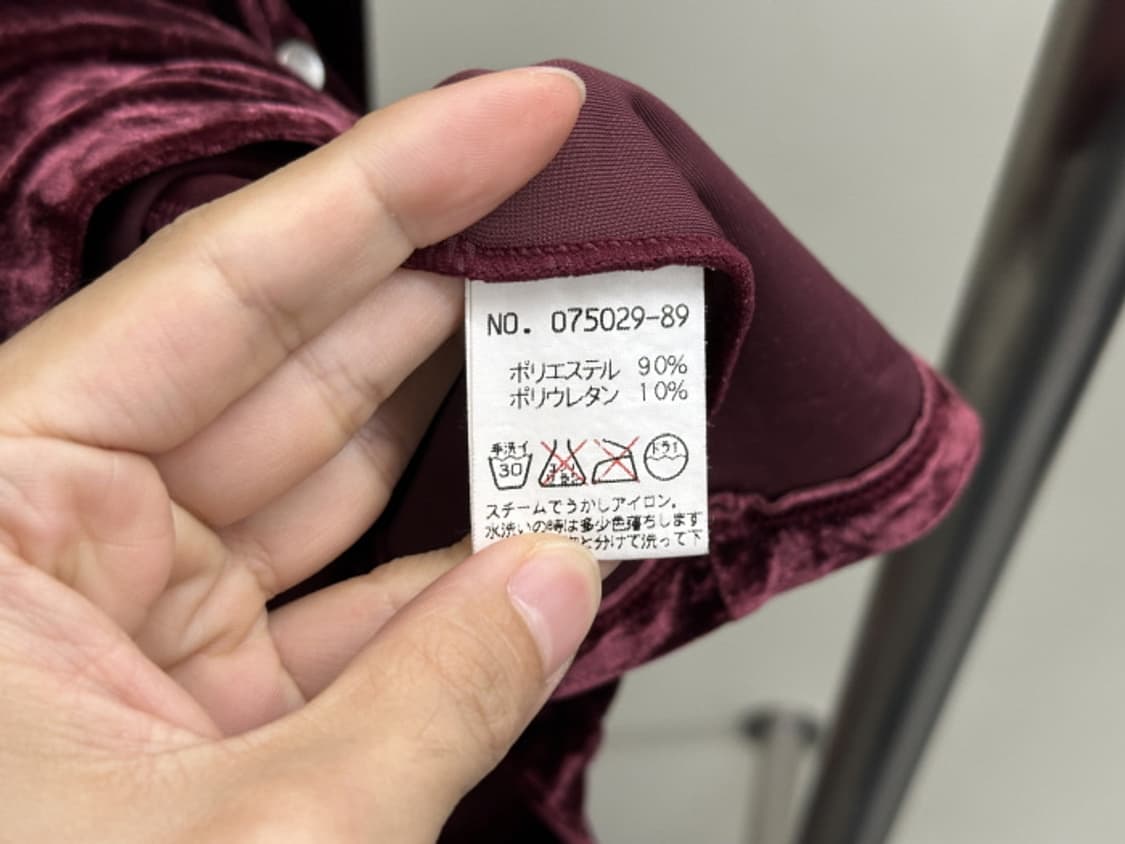 NO. 075029-89
ポリエステル 90%
ポリウレタン 10%
手洗イ 30 ドライ
スチームでうかしアイロン。
水洗いの時は多少色落ちします
と分けて洗って下